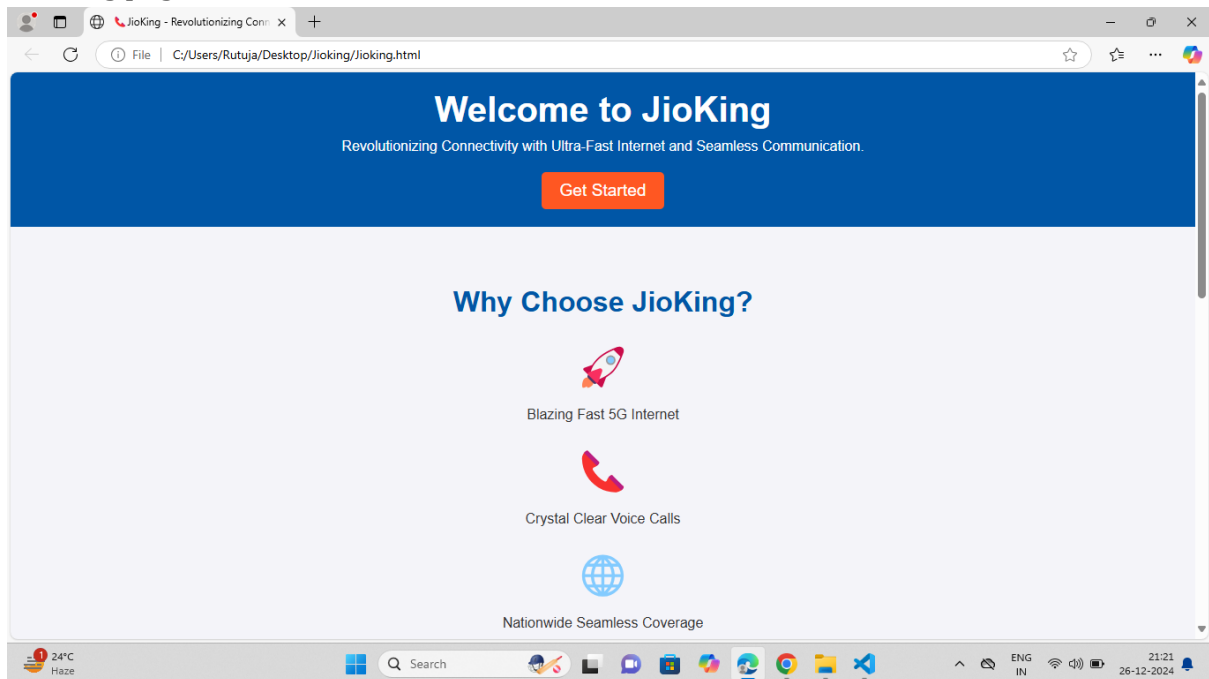 JioKing - Revolutionizing Conn
File
C:/Users/Rutuja/Desktop/Jioking/Jioking.html
Welcome to JioKing
Revolutionizing Connectivity with Ultra-Fast Internet and Seamless Communication.
Get Started
Why Choose JioKing?
Blazing Fast 5G Internet
Crystal Clear Voice Calls
Nationwide Seamless Coverage
1
24°C
Haze
Search
ENG
IN
21:21
26-12-2024